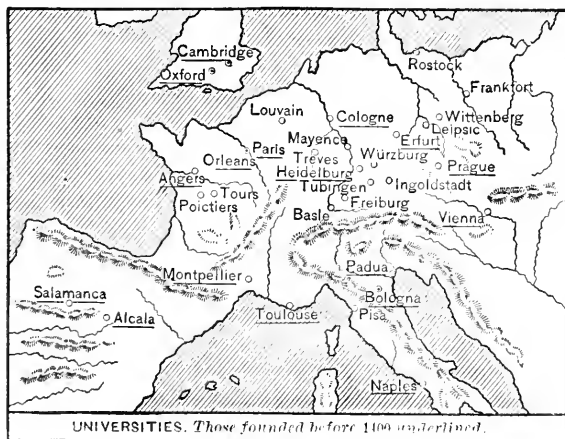 Cambridge
Oxford
Rostock
Frankfort
Louvain
Cologne
Wittenberg
Leipsic
Paris
Mayence
Erfurt
Orleans
Treves
Würzburg
Prague
Heidelburg
Angers
Tübingen
Ingoldstadt
Tours
Freiburg
Poictiers
Basle
Vienna
Padua
Montpellier
Bologna
Salamanca
Toulouse
Pisa
Alcala
Naples
UNIVERSITIES. Those founded before 1400 underlined.